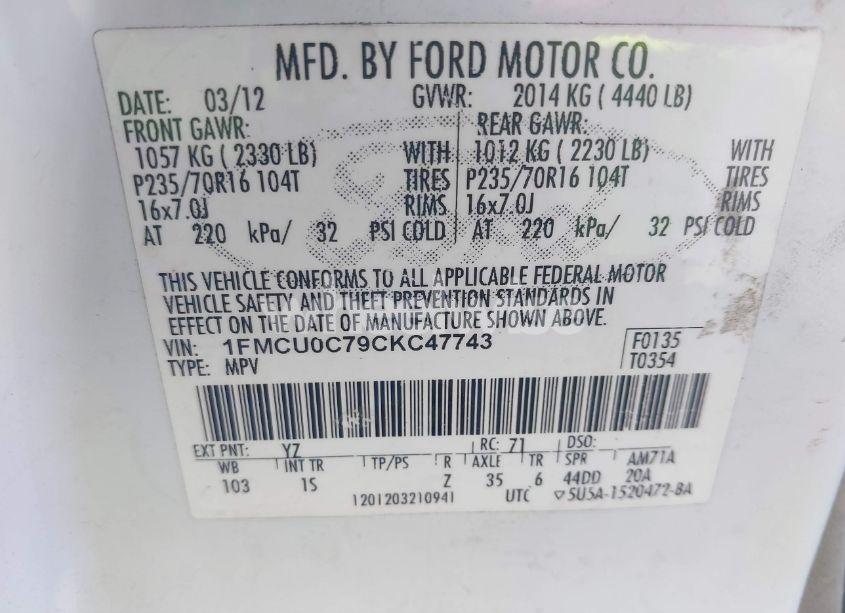 MFD. BY FORD MOTOR CO.
DATE: 03/12 GVWR: 2014 KG ( 4440 LB)
FRONT GAWR: REAR GAWR:
1057 KG ( 2330 LB) WITH 1012 KG ( 2230 LB) WITH
P235/70R16 104T TIRES P235/70R16 104T TIRES
16x7.0J RIMS 16x7.0J RIMS
AT 220 kPa/ 32 PSI COLD AT 220 kPa/ 32 PSI COLD
THIS VEHICLE CONFORMS TO ALL APPLICABLE FEDERAL MOTOR
VEHICLE SAFETY AND THEFT PREVENTION STANDARDS IN
EFFECT ON THE DATE OF MANUFACTURE SHOWN ABOVE.
VIN: 1FMCU0C79CKC47743 F0135
TYPE: MPV T0354
EXT PNT: YZ RC: 71 DSO:
WB INT TR TP/PS R AXLE TR SPR AM71A
103 1S Z 35 6 44DD 20A
1201203210941 UTC ▽5U5A-1520472-BA